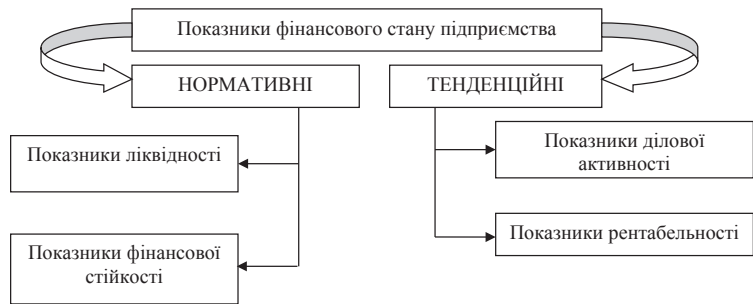 Показники фінансового стану підприємства
НОРМАТИВНІ
ТЕНДЕНЦІЙНІ
Показники ліквідності
Показники ділової
активності
Показники фінансової
стійкості
Показники рентабельності